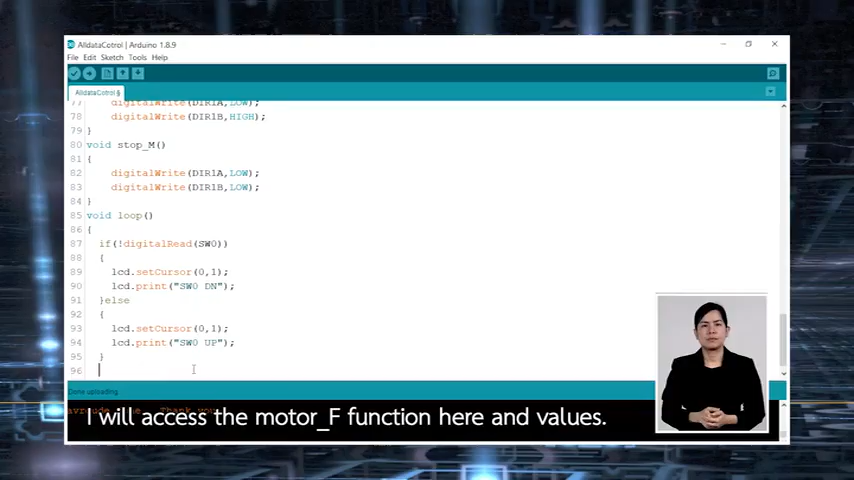 AlldataCotrol | Arduino 1.8.9
File Edit Sketch Tools Help
AlldataCotrol §
77 digitalWrite(DIR1A,LOW);
78 digitalWrite(DIR1B,HIGH);
79 }
80 void stop_M()
81 {
82 digitalWrite(DIR1A,LOW);
83 digitalWrite(DIR1B,LOW);
84 }
85 void loop()
86 {
87 if(!digitalRead(SW0))
88 {
89 lcd.setCursor(0,1);
90 lcd.print("SW0 DN");
91 }else
92 {
93 lcd.setCursor(0,1);
94 lcd.print("SW0 UP");
95 }
96
Done uploading.
I will access the motor_F function here and values.